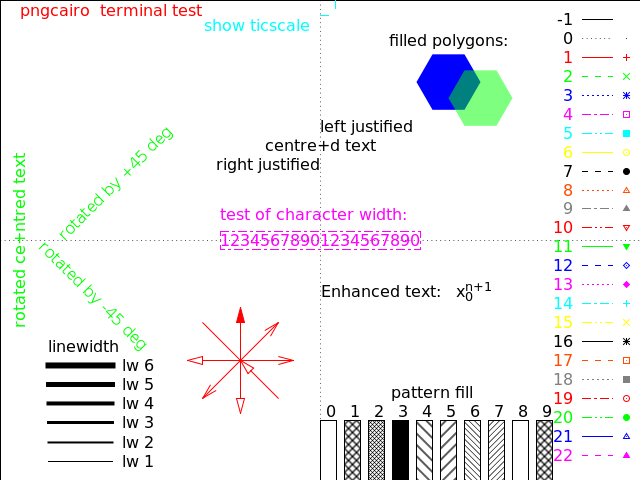 pngcairo  terminal test
show ticscale
filled polygons:
left justified
centre+d text
right justified
rotated by +45 deg
rotated ce+ntred text
rotated by -45 deg
test of character width:
12345678901234567890
Enhanced text:   x₀ⁿ⁺¹
linewidth
lw 6
lw 5
lw 4
lw 3
lw 2
lw 1
pattern fill
0 1 2 3 4 5 6 7 8 9
-1
0
1
2
3
4
5
6
7
8
9
10
11
12
13
14
15
16
17
18
19
20
21
22